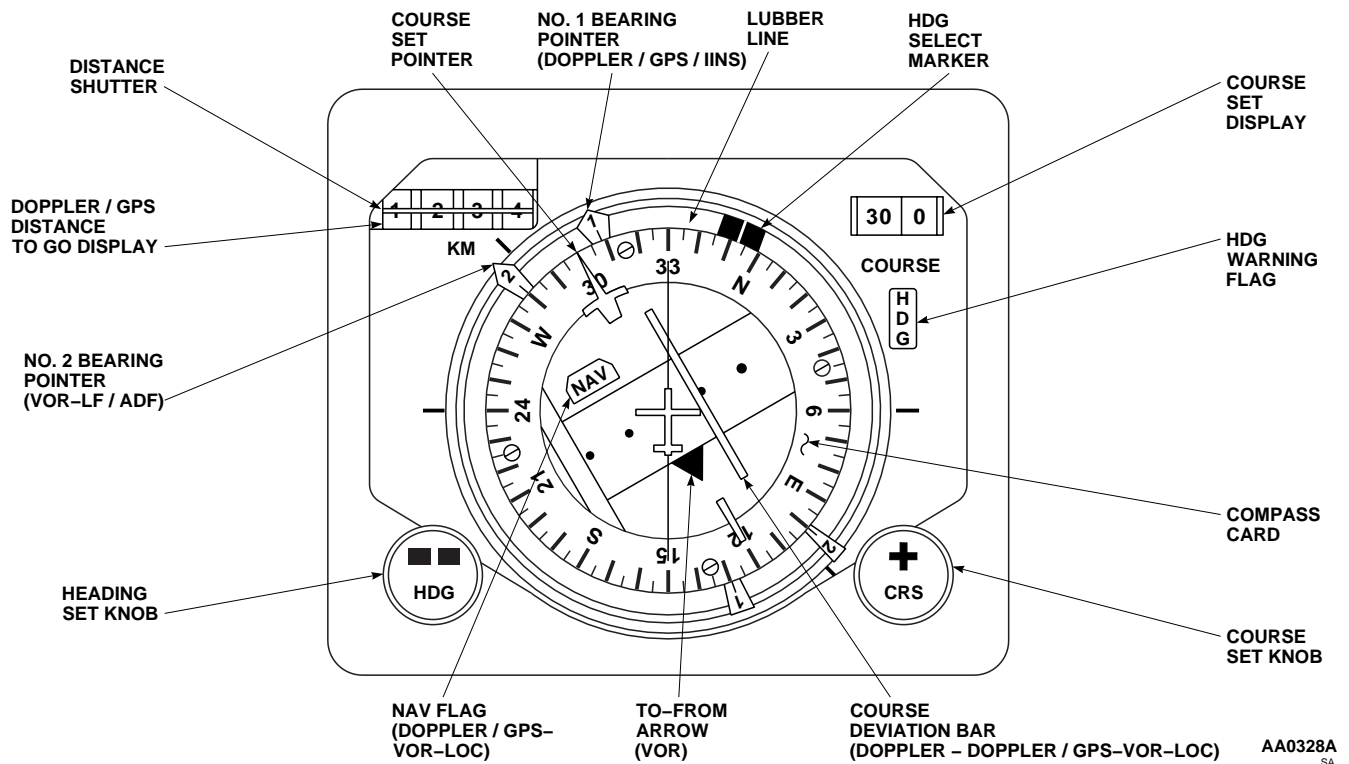 COURSE
SET
POINTER
NO. 1 BEARING
POINTER
(DOPPLER / GPS / IINS)
LUBBER
LINE
HDG
SELECT
MARKER
DISTANCE
SHUTTER
COURSE
SET
DISPLAY
DOPPLER / GPS
DISTANCE
TO GO DISPLAY
1 2 3 4
KM
30 0
COURSE
HDG
WARNING
FLAG
H
D
G
1
2
33
N
3
6
E
12
15
S
21
24
W
30
NAV
2
1
NO. 2 BEARING
POINTER
(VOR–LF / ADF)
COMPASS
CARD
HEADING
SET KNOB
HDG
CRS
COURSE
SET KNOB
NAV FLAG
(DOPPLER / GPS–
VOR–LOC)
TO–FROM
ARROW
(VOR)
COURSE
DEVIATION BAR
(DOPPLER – DOPPLER / GPS–VOR–LOC)
AA0328A
SA